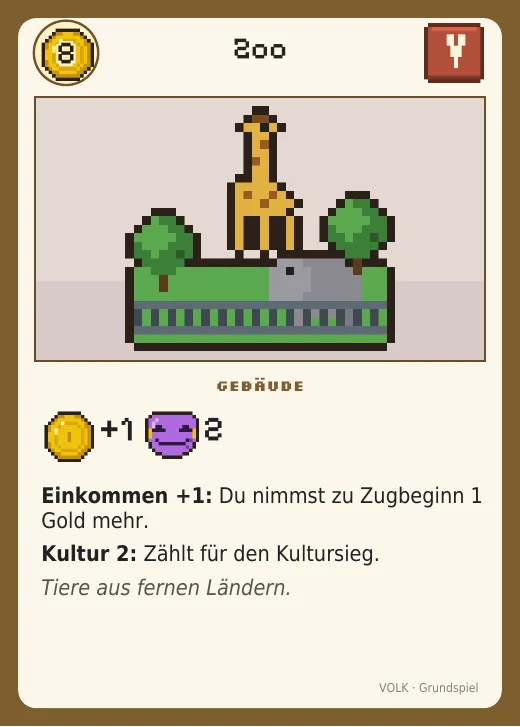 8
Zoo
GEBÄUDE
+1 2
Einkommen +1: Du nimmst zu Zugbeginn 1
Gold mehr.
Kultur 2: Zählt für den Kultursieg.
Tiere aus fernen Ländern.
VOLK · Grundspiel